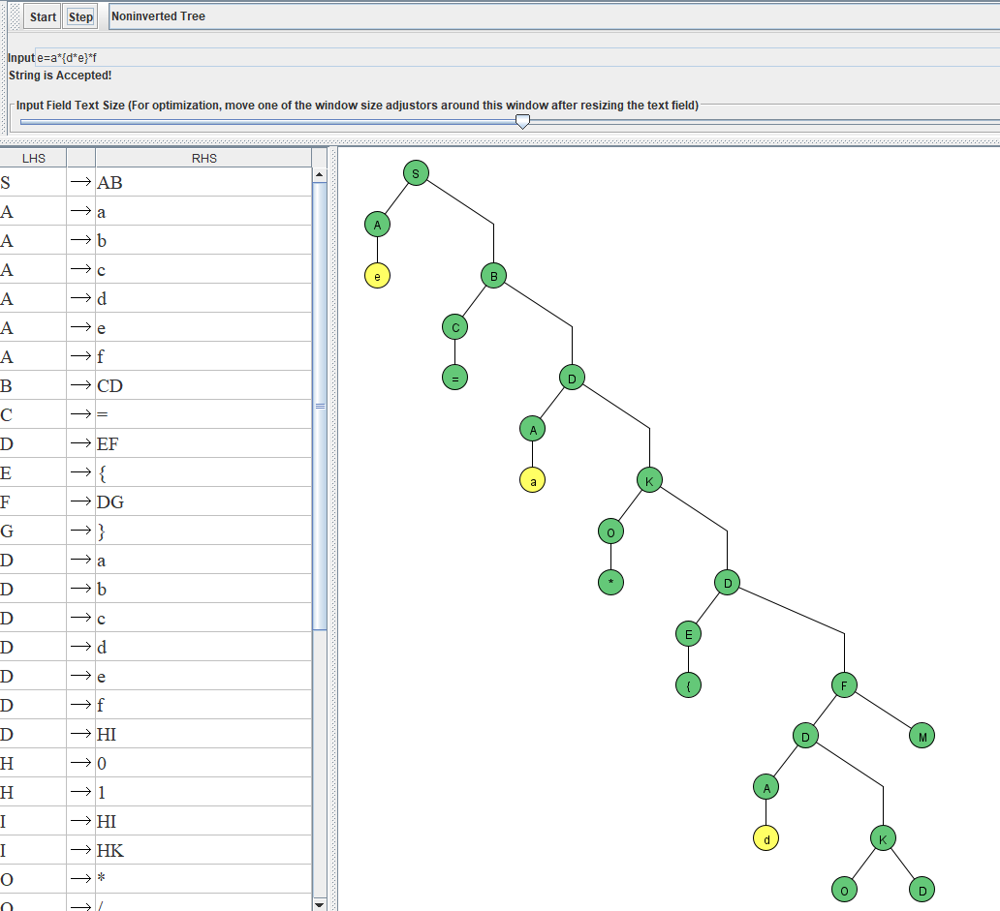 Start Step Noninverted Tree
Input e=a*{d*e}*f
String is Accepted!
Input Field Text Size (For optimization, move one of the window size adjustors around this window after resizing the text field)
LHS RHS
S → AB
A → a
A → b
A → c
A → d
A → e
A → f
B → CD
C → =
D → EF
E → {
F → DG
G → }
D → a
D → b
D → c
D → d
D → e
D → f
D → HI
H → 0
H → 1
I → HI
I → HK
O → *
O → /
S
A
e
B
C
=
D
A
a
K
O
*
D
E
{
F
D M
A
d
K
O D